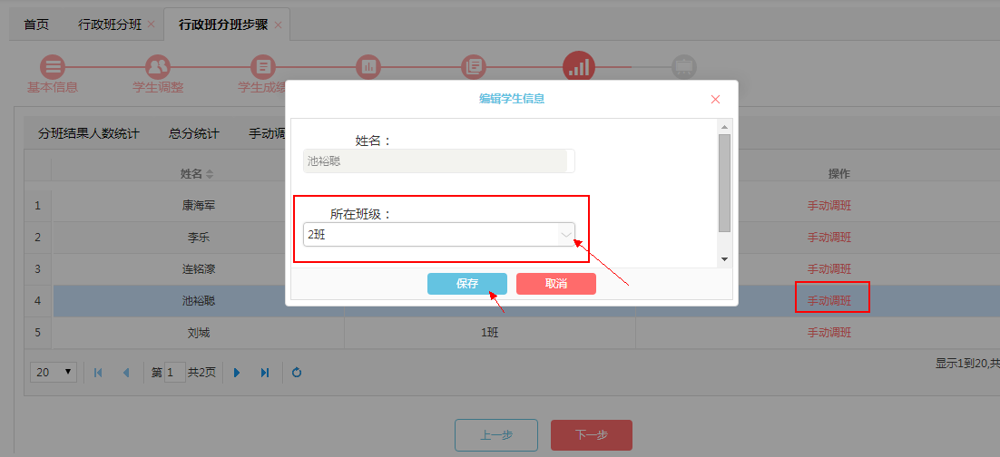 首页 行政班分班 行政班分班步骤
基本信息 学生调整 学生成绩
编辑学生信息
分班结果人数统计 总分统计 手动调
姓名：
池裕聪
姓名 操作
所在班级：
2班
1 康海军 手动调班
2 李乐 手动调班
3 连铭濠 手动调班
保存 取消
4 池裕聪 手动调班
5 刘城 1班 手动调班
20 第 1 共2页 显示1到20,共
上一步 下一步